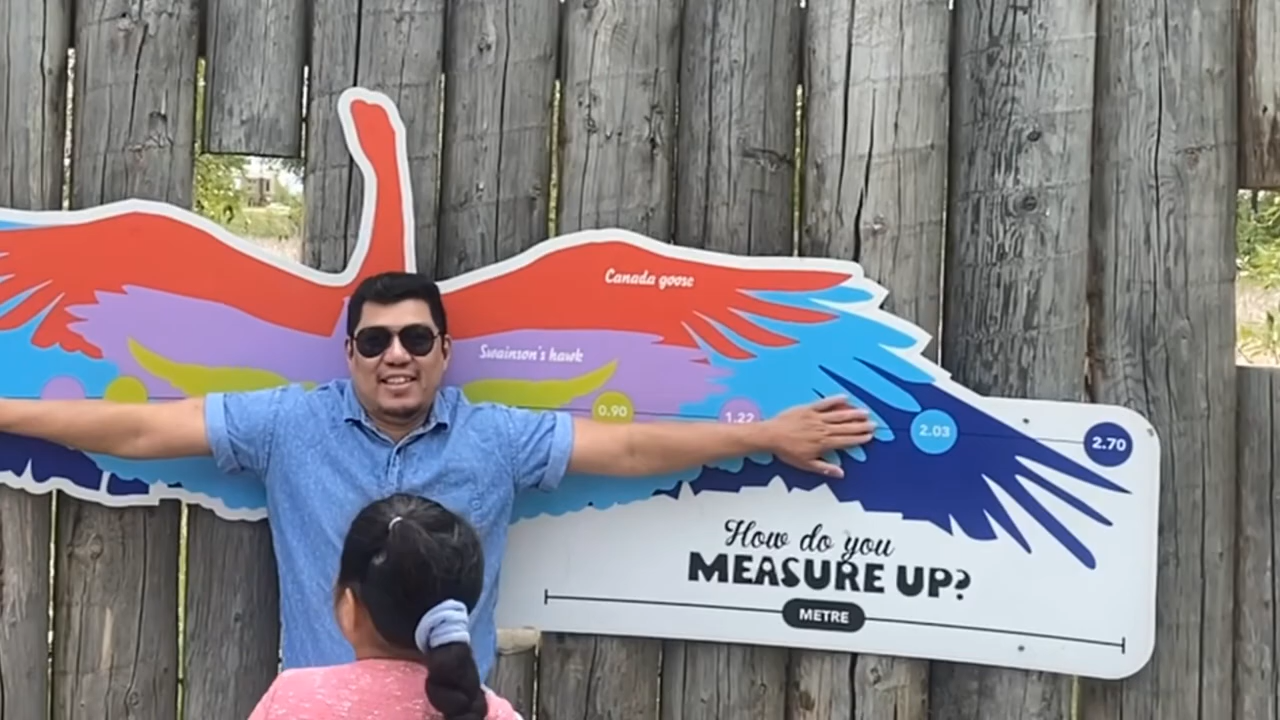 Canada goose
Swainson's hawk
0.90
1.22
2.03
2.70
How do you
MEASURE UP?
METRE